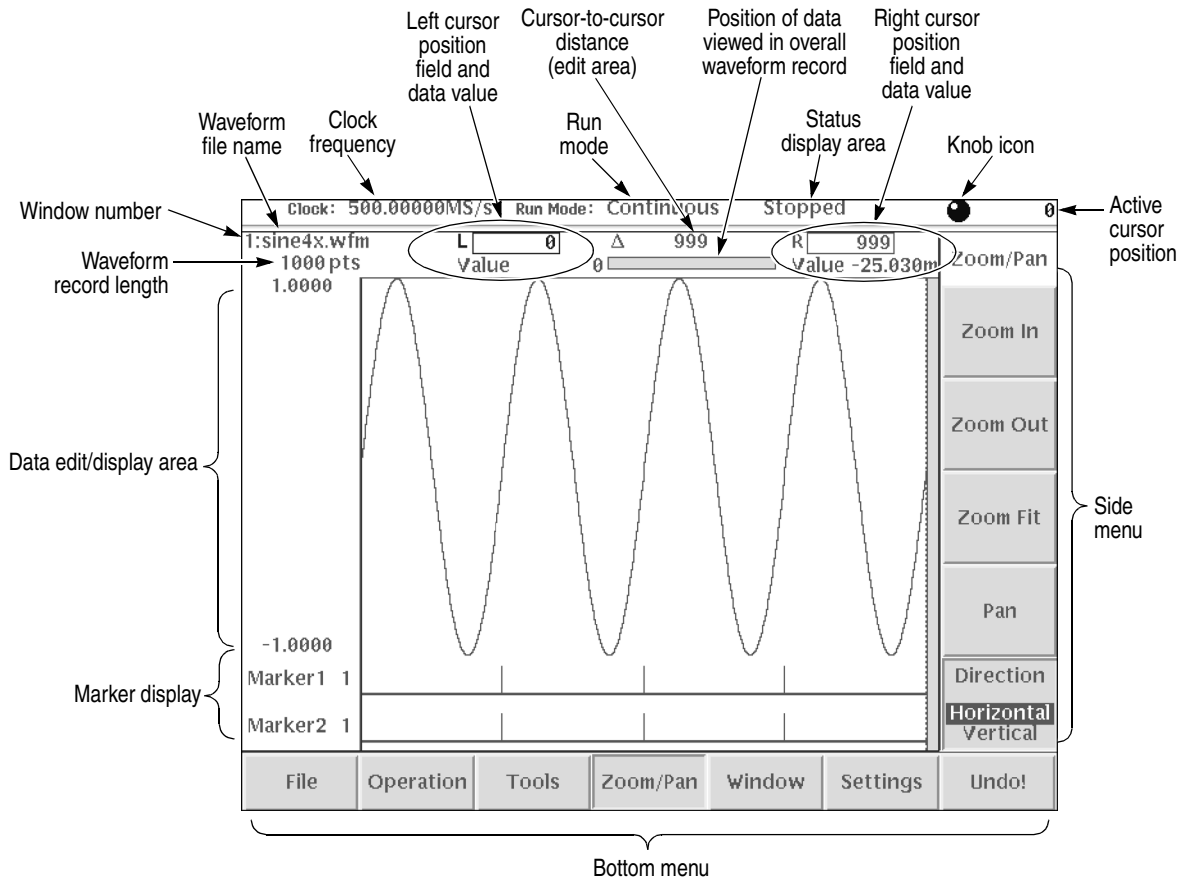 Left cursor
position
field and
data value
Cursor-to-cursor
distance
(edit area)
Position of data
viewed in overall
waveform record
Right cursor
position
field and
data value
Waveform
file name
Clock
frequency
Run
mode
Status
display area
Knob icon
Window number
Waveform
record length
Active
cursor
position
Clock: 500.00000MS/s Run Mode: Continuous Stopped 0
1:sine4x.wfm L 0 Δ 999 R 999
1000 pts Value 0 Value -25.030m
Zoom/Pan
1.0000
Zoom In
Zoom Out
Data edit/display area
Zoom Fit
Side
menu
Pan
-1.0000
Marker display
Marker1 1
Marker2 1
Direction
Horizontal
Vertical
File Operation Tools Zoom/Pan Window Settings Undo!
Bottom menu